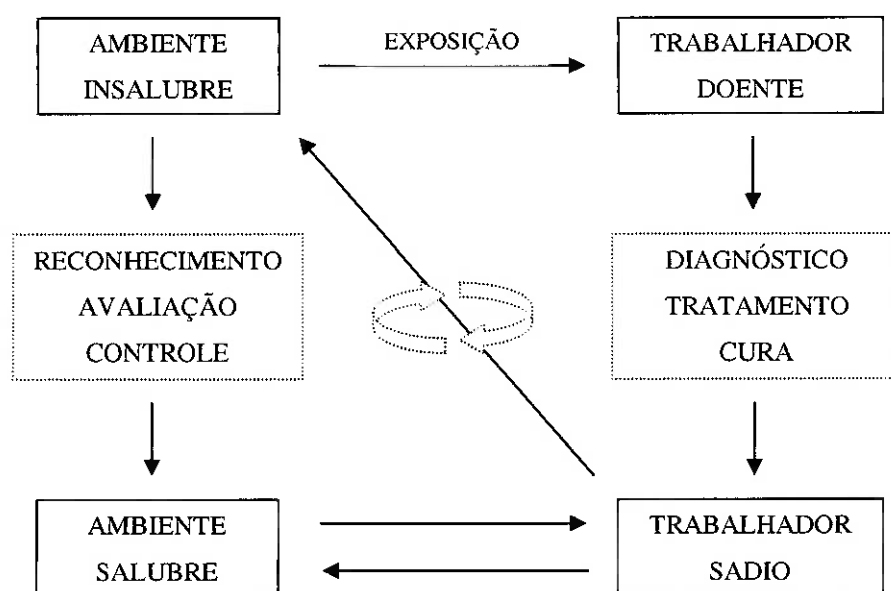 AMBIENTE
INSALUBRE
EXPOSIÇÃO
TRABALHADOR
DOENTE
RECONHECIMENTO
AVALIAÇÃO
CONTROLE
DIAGNÓSTICO
TRATAMENTO
CURA
AMBIENTE
SALUBRE
TRABALHADOR
SADIO